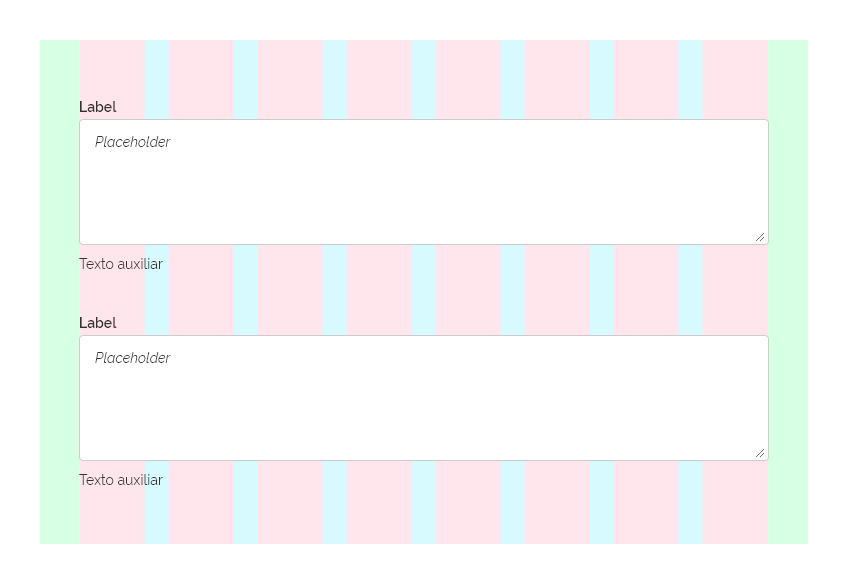 Label
Placeholder
Texto auxiliar
Label
Placeholder
Texto auxiliar